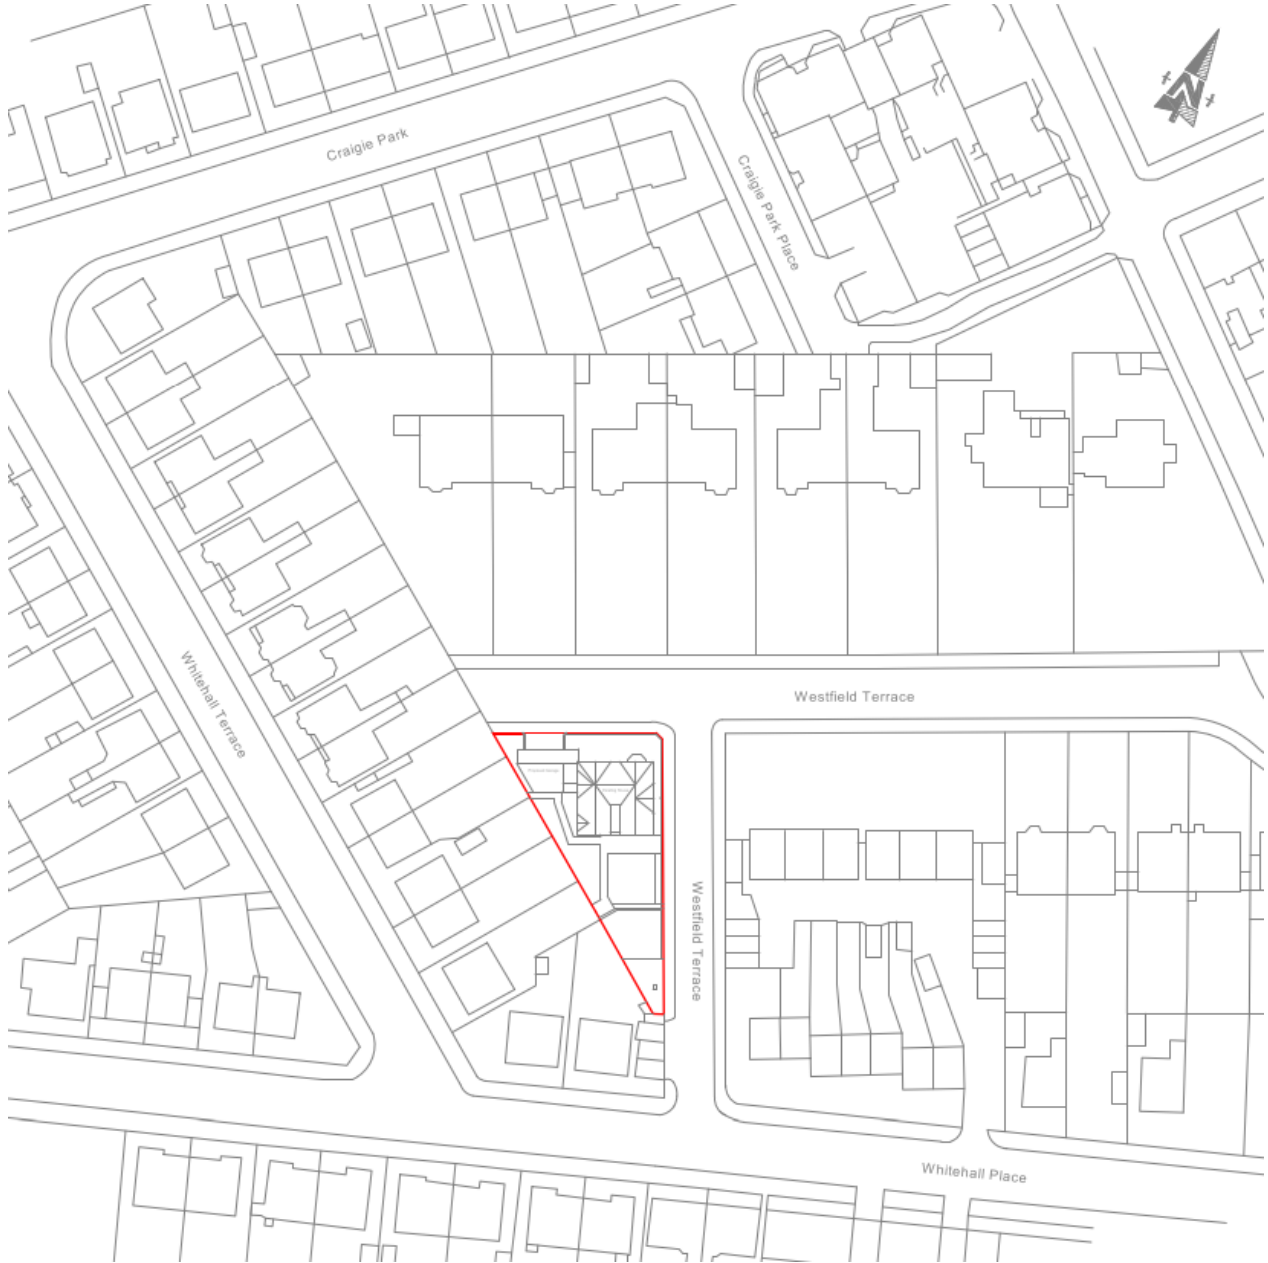 Craigie Park
Craigie Park Place
Whitehall Terrace
Westfield Terrace
Westfield Terrace
Whitehall Place
N